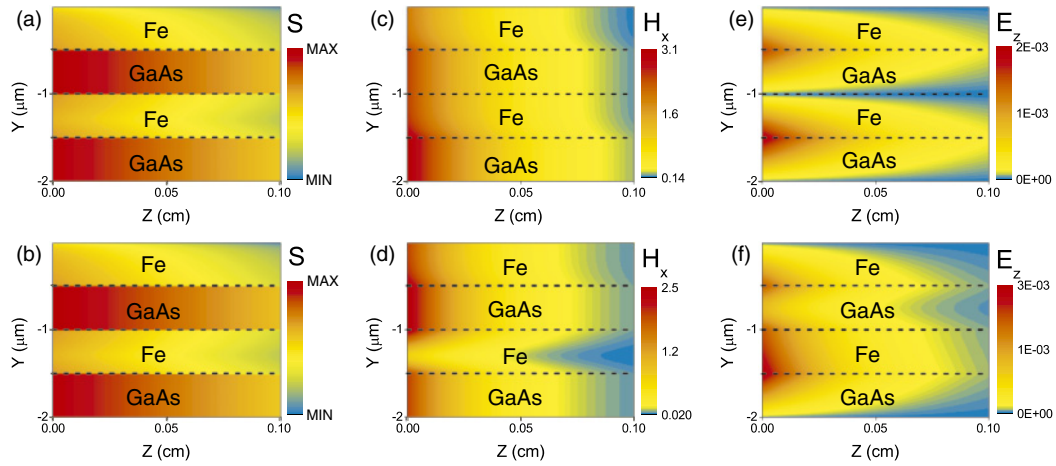 (a)
S
Fe
MAX
GaAs
-1
Y (μm)
Fe
GaAs
MIN
-2
0.00
0.05
0.10
Z (cm)
(c)
Hx
Fe
3.1
GaAs
-1
Y (μm)
1.6
Fe
GaAs
0.14
-2
0.00
0.05
0.10
Z (cm)
(e)
Ez
Fe
2E-03
GaAs
-1
Y (μm)
1E-03
Fe
GaAs
0E+00
-2
0.00
0.05
0.10
Z (cm)
(b)
S
Fe
MAX
GaAs
-1
Y (μm)
Fe
GaAs
MIN
-2
0.00
0.05
0.10
Z (cm)
(d)
Hx
Fe
2.5
GaAs
-1
Y (μm)
1.2
Fe
GaAs
0.020
-2
0.00
0.05
0.10
Z (cm)
(f)
Ez
Fe
3E-03
GaAs
-1
Y (μm)
1E-03
Fe
GaAs
0E+00
-2
0.00
0.05
0.10
Z (cm)